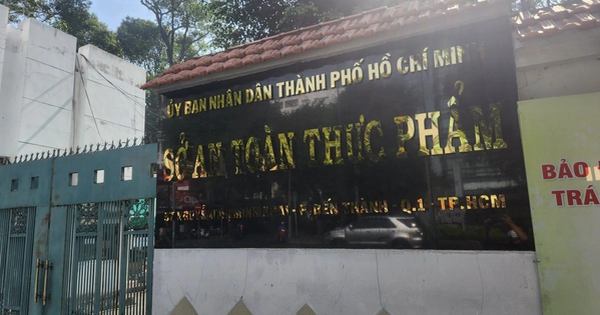 ỦY BAN NHÂN DÂN THÀNH PHỐ HỒ CHÍ MINH
SỞ AN TOÀN THỰC PHẨM
P. BẾN THÀNH - Q.1 - TP.HCM
BẢO
TRÁ